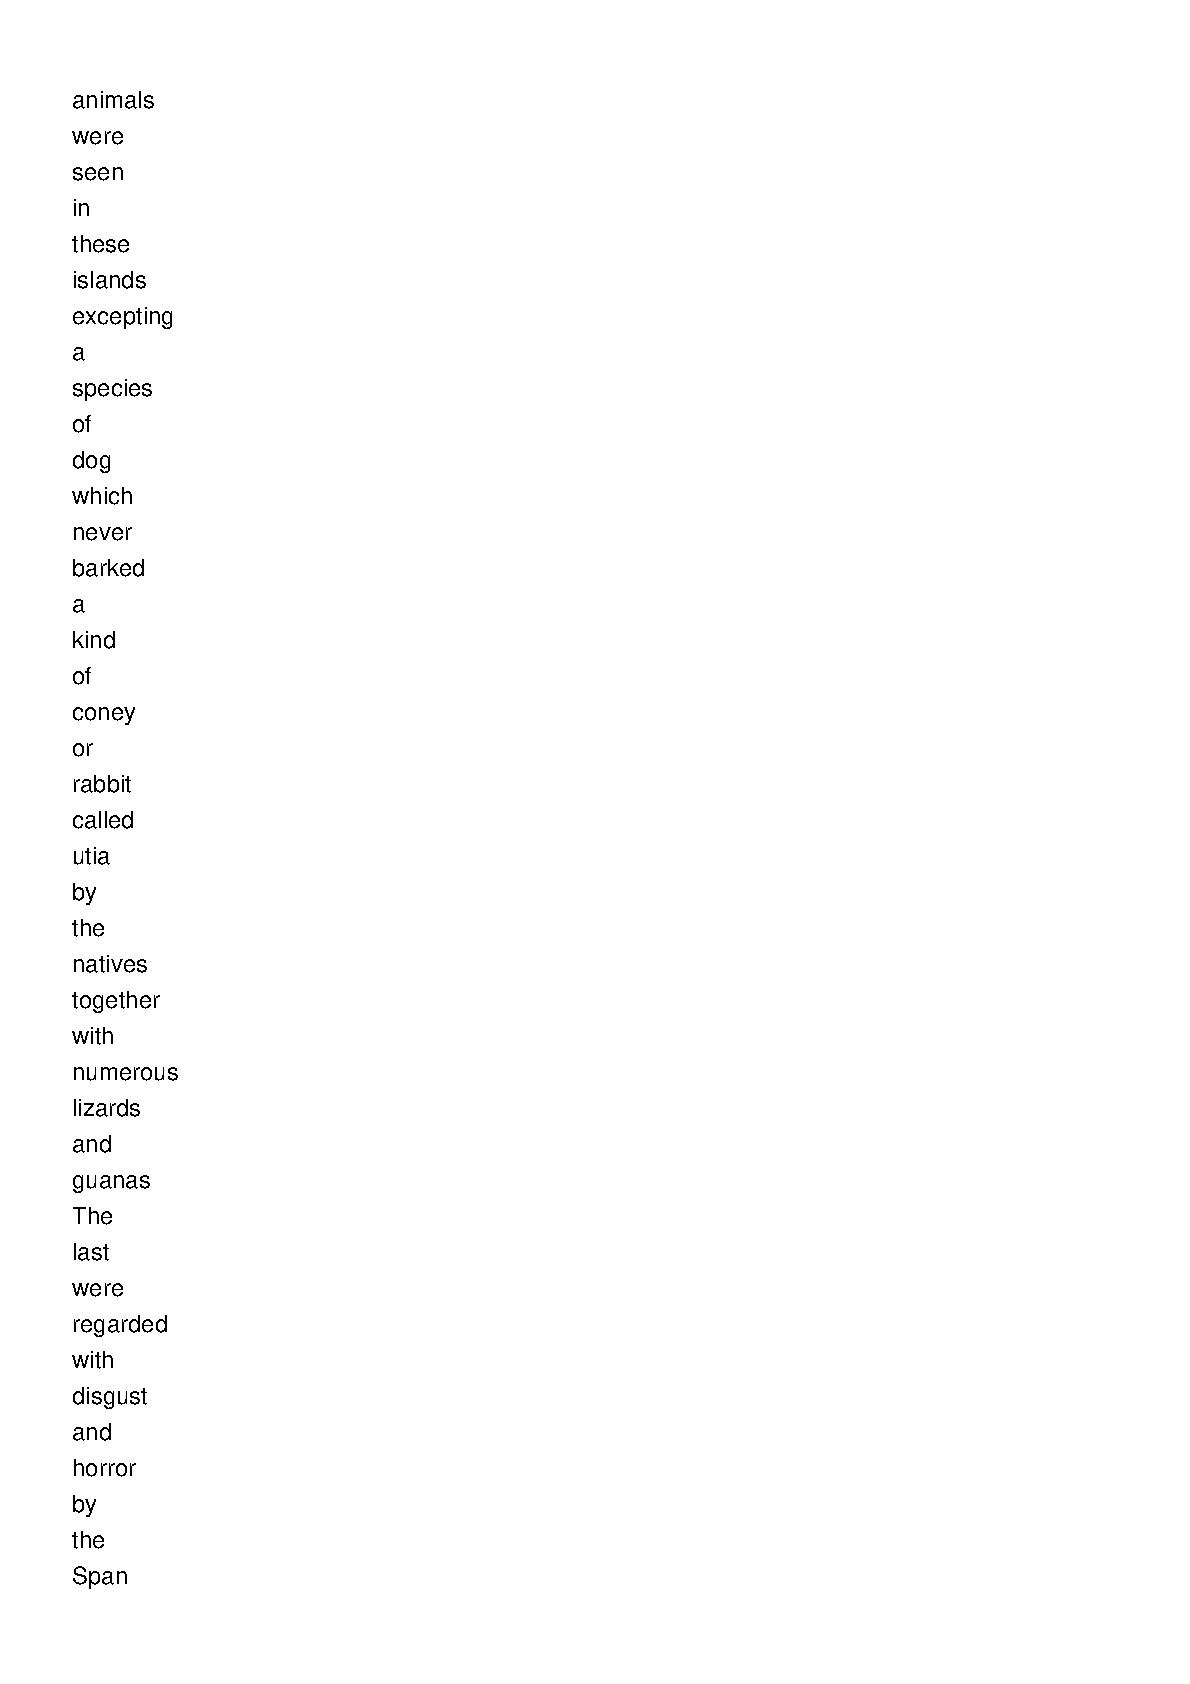 animals
were
seen
in
these
islands
excepting
a
species
of
dog
which
never
barked
a
kind
of
coney
or
rabbit
called
utia
by
the
natives
together
with
numerous
lizards
and
guanas
The
last
were
regarded
with
disgust
and
horror
by
the
Span